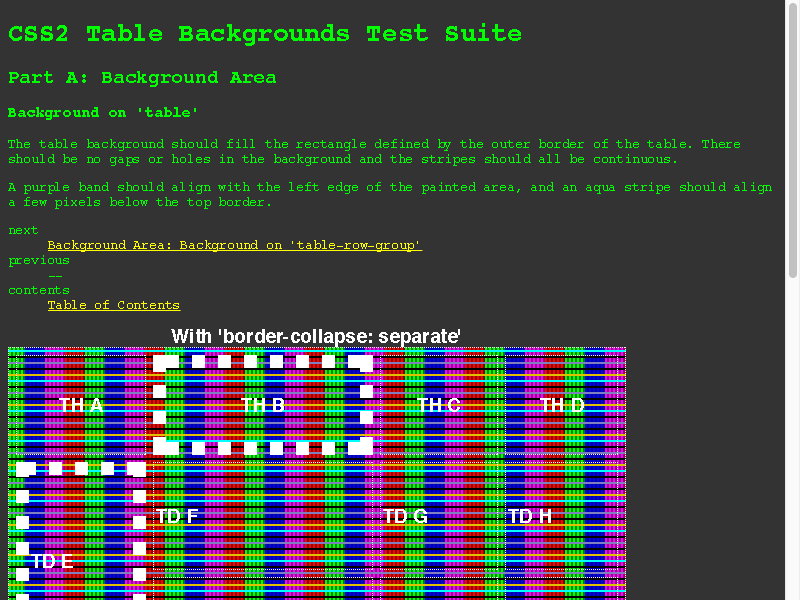 CSS2 Table Backgrounds Test Suite
Part A: Background Area
Background on 'table'
The table background should fill the rectangle defined by the outer border of the table. There
should be no gaps or holes in the background and the stripes should all be continuous.
A purple band should align with the left edge of the painted area, and an aqua stripe should align
a few pixels below the top border.
next
Background Area: Background on 'table-row-group'
previous
--
contents
Table of Contents
With 'border-collapse: separate'
TH A TH B TH C TH D
TD F TD G TD H
TD E